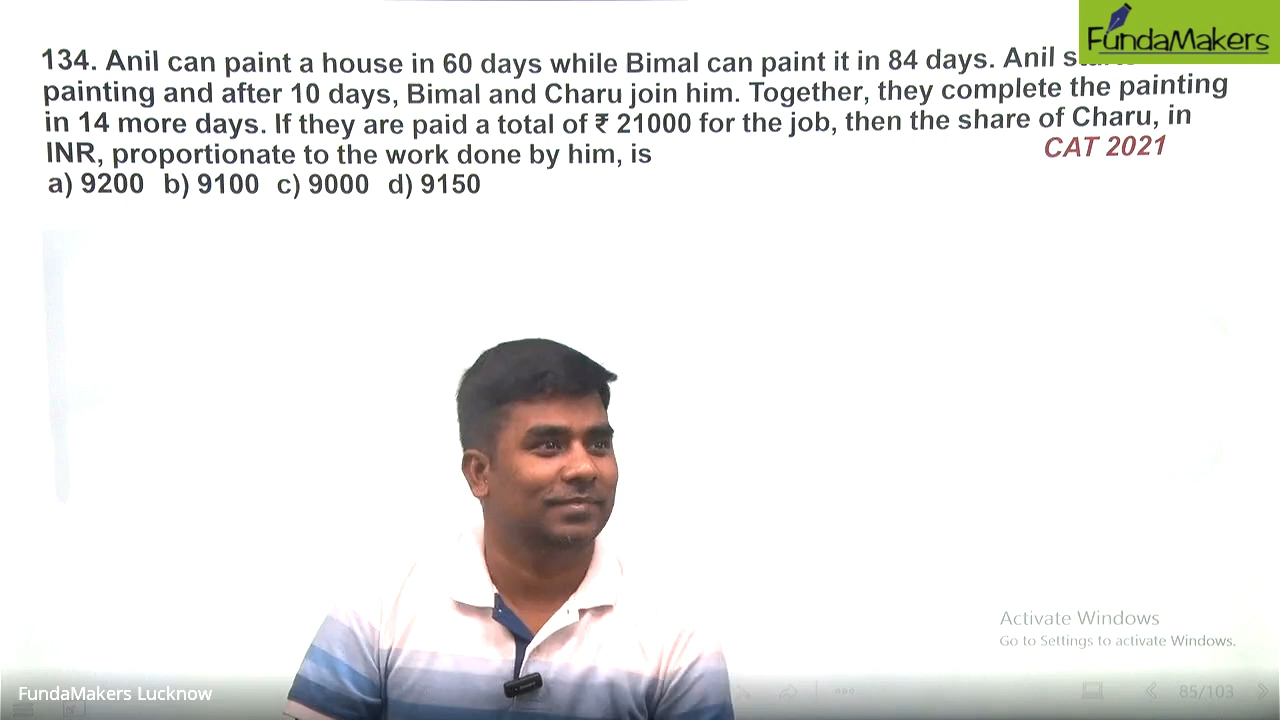 FundaMakers
134. Anil can paint a house in 60 days while Bimal can paint it in 84 days. Anil
painting and after 10 days, Bimal and Charu join him. Together, they complete the painting
in 14 more days. If they are paid a total of ₹ 21000 for the job, then the share of Charu, in
INR, proportionate to the work done by him, is
CAT 2021
a) 9200 b) 9100 c) 9000 d) 9150
Activate Windows
Go to Settings to activate Windows.
FundaMakers Lucknow
85/103